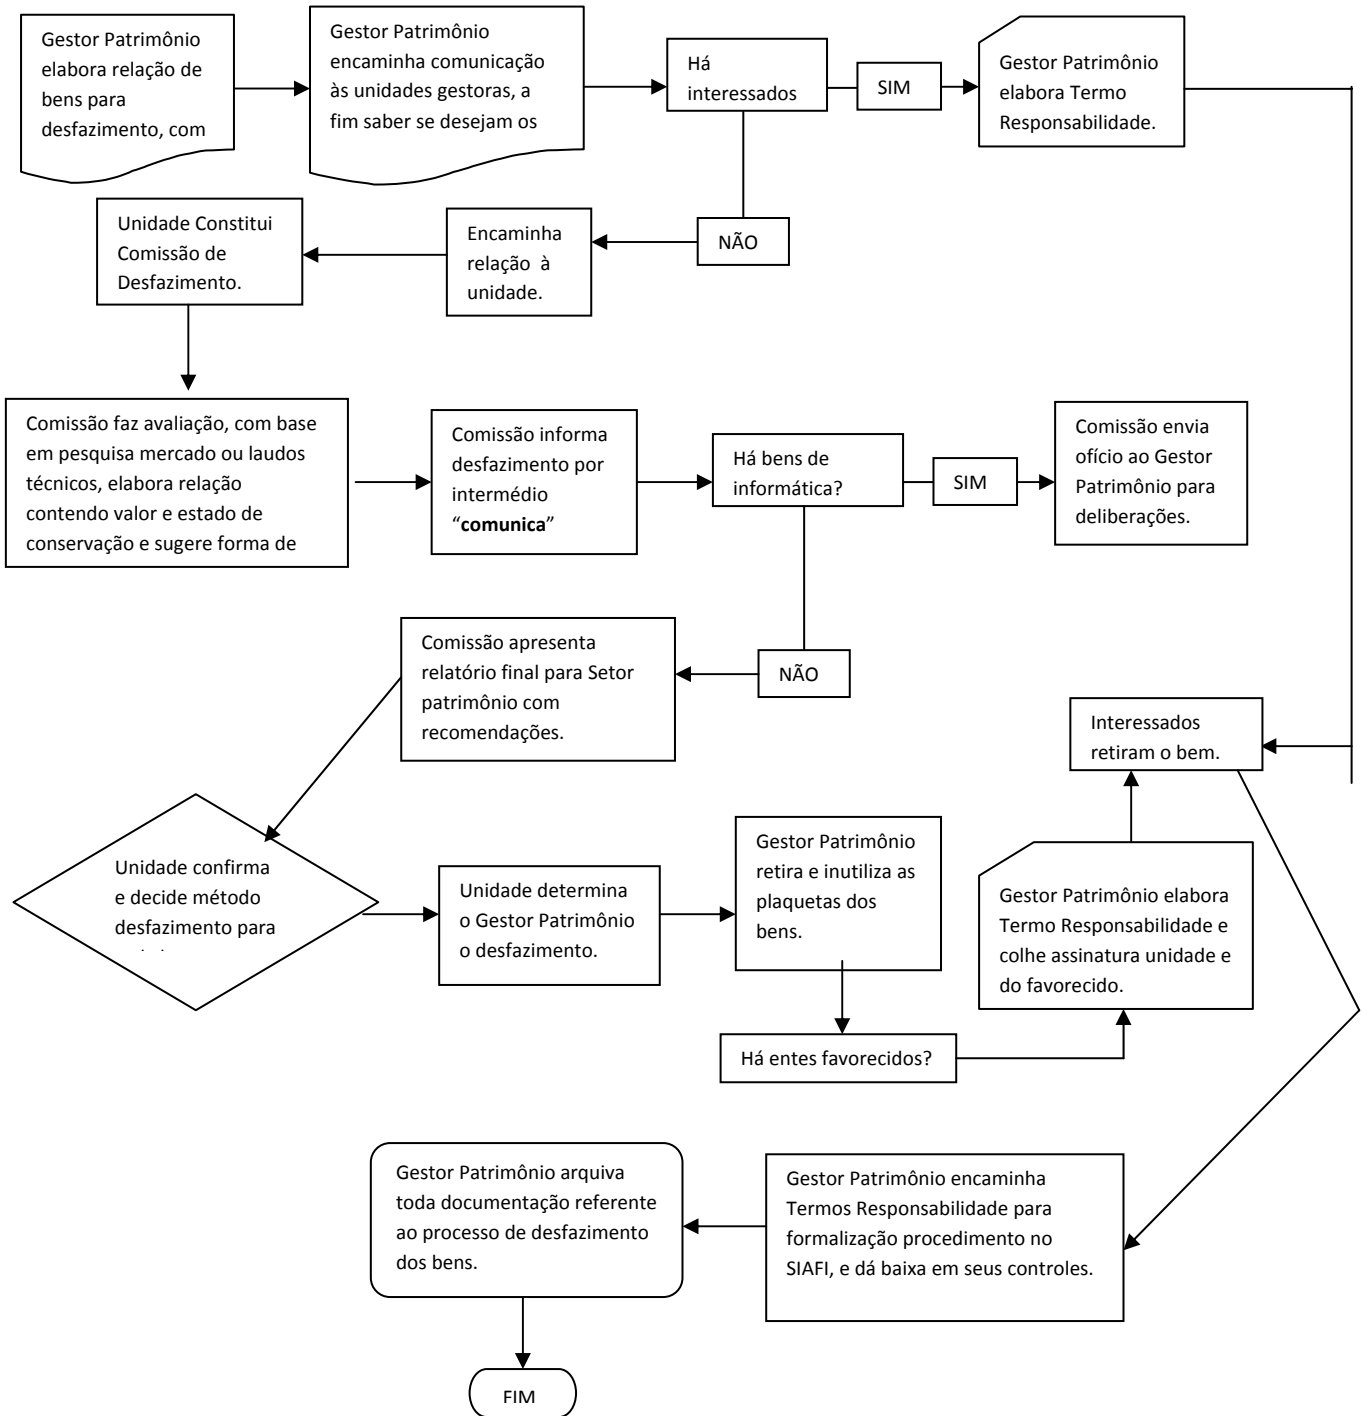 Gestor Patrimônio
elabora relação de
bens para
desfazimento, com
Gestor Patrimônio
encaminha comunicação
às unidades gestoras, a
fim saber se desejam os
Há
interessados
SIM
Gestor Patrimônio
elabora Termo
Responsabilidade.
NÃO
Encaminha
relação à
unidade.
Unidade Constitui
Comissão de
Desfazimento.
Comissão faz avaliação, com base
em pesquisa mercado ou laudos
técnicos, elabora relação
contendo valor e estado de
conservação e sugere forma de
Comissão informa
desfazimento por
intermédio
“comunica”
Há bens de
informática?
SIM
Comissão envia
ofício ao Gestor
Patrimônio para
deliberações.
NÃO
Comissão apresenta
relatório final para Setor
patrimônio com
recomendações.
Unidade confirma
e decide método
desfazimento para
Unidade determina
o Gestor Patrimônio
o desfazimento.
Gestor Patrimônio
retira e inutiliza as
plaquetas dos
bens.
Há entes favorecidos?
Gestor Patrimônio elabora
Termo Responsabilidade e
colhe assinatura unidade e
do favorecido.
Interessados
retiram o bem.
Gestor Patrimônio encaminha
Termos Responsabilidade para
formalização procedimento no
SIAFI, e dá baixa em seus controles.
Gestor Patrimônio arquiva
toda documentação referente
ao processo de desfazimento
dos bens.
FIM